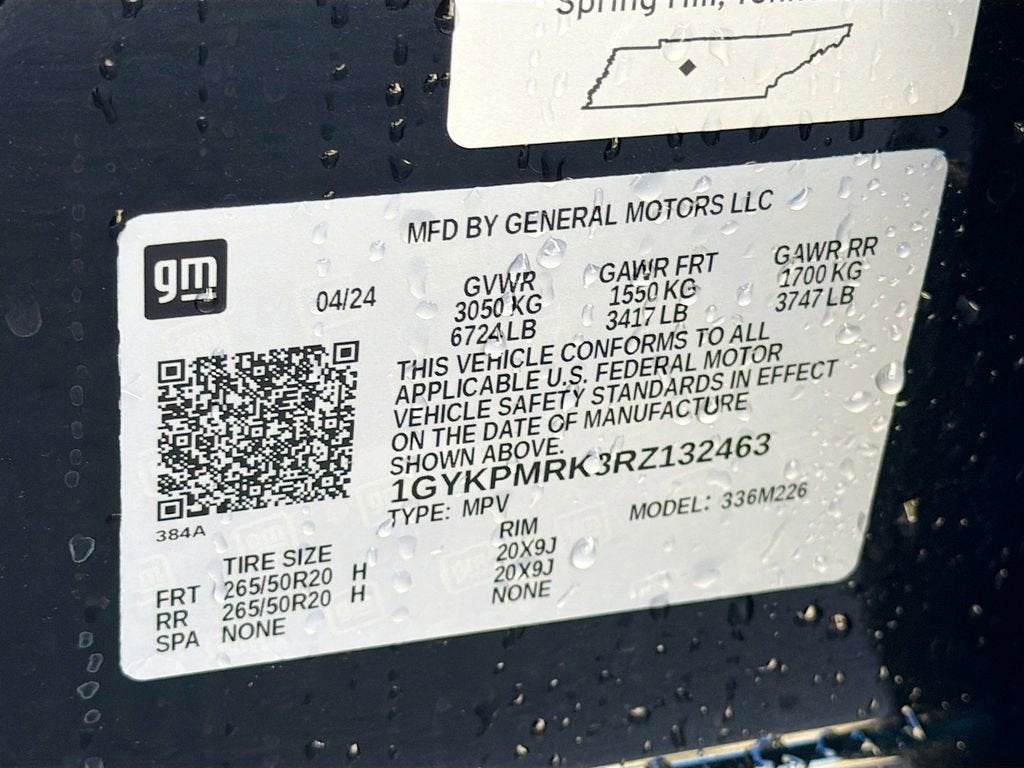 Spring Hill,
MFD BY GENERAL MOTORS LLC
gm
04/24
GVWR GAWR FRT GAWR RR
3050 KG 1550 KG 1700 KG
6724 LB 3417 LB 3747 LB
THIS VEHICLE CONFORMS TO ALL
APPLICABLE U.S. FEDERAL MOTOR
VEHICLE SAFETY STANDARDS IN EFFECT
ON THE DATE OF MANUFACTURE
SHOWN ABOVE.
1GYKPMRK3RZ132463
TYPE: MPV MODEL: 336M226
384A
TIRE SIZE RIM
FRT 265/50R20 H 20X9J
RR 265/50R20 H 20X9J
SPA NONE NONE